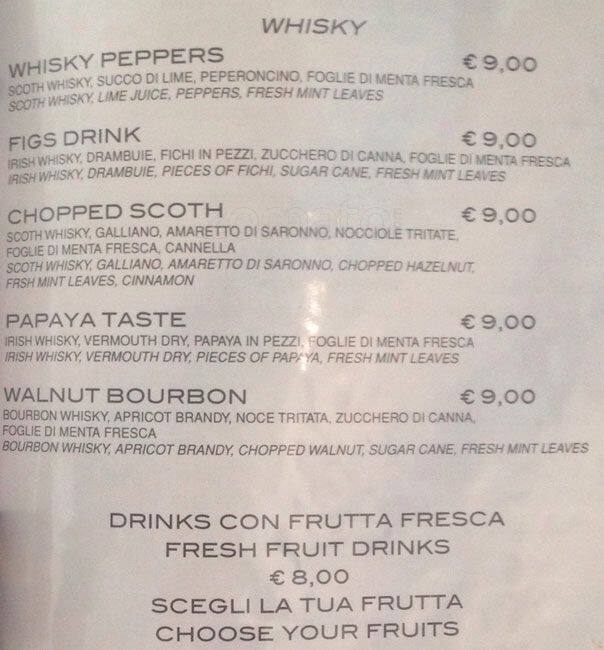 WHISKY
WHISKY PEPPERS € 9,00
SCOTH WHISKY, SUCCO DI LIME, PEPERONCINO, FOGLIE DI MENTA FRESCA
SCOTH WHISKY, LIME JUICE, PEPPERS, FRESH MINT LEAVES
FIGS DRINK € 9,00
IRISH WHISKY, DRAMBUIE, FICHI IN PEZZI, ZUCCHERO DI CANNA, FOGLIE DI MENTA FRESCA
IRISH WHISKY, DRAMBUIE, PIECES OF FICHI, SUGAR CANE, FRESH MINT LEAVES
CHOPPED SCOTH € 9,00
SCOTH WHISKY, GALLIANO, AMARETTO DI SARONNO, NOCCIOLE TRITATE,
FOGLIE DI MENTA FRESCA, CANNELLA
SCOTH WHISKY, GALLIANO, AMARETTO DI SARONNO, CHOPPED HAZELNUT,
FRSH MINT LEAVES, CINNAMON
PAPAYA TASTE € 9,00
IRISH WHISKY, VERMOUTH DRY, PAPAYA IN PEZZI, FOGLIE DI MENTA FRESCA
IRISH WHISKY, VERMOUTH DRY, PIECES OF PAPAYA, FRESH MINT LEAVES
WALNUT BOURBON € 9,00
BOURBON WHISKY, APRICOT BRANDY, NOCE TRITATA, ZUCCHERO DI CANNA,
FOGLIE DI MENTA FRESCA
BOURBON WHISKY, APRICOT BRANDY, CHOPPED WALNUT, SUGAR CANE, FRESH MINT LEAVES
DRINKS CON FRUTTA FRESCA
FRESH FRUIT DRINKS
€ 8,00
SCEGLI LA TUA FRUTTA
CHOOSE YOUR FRUITS